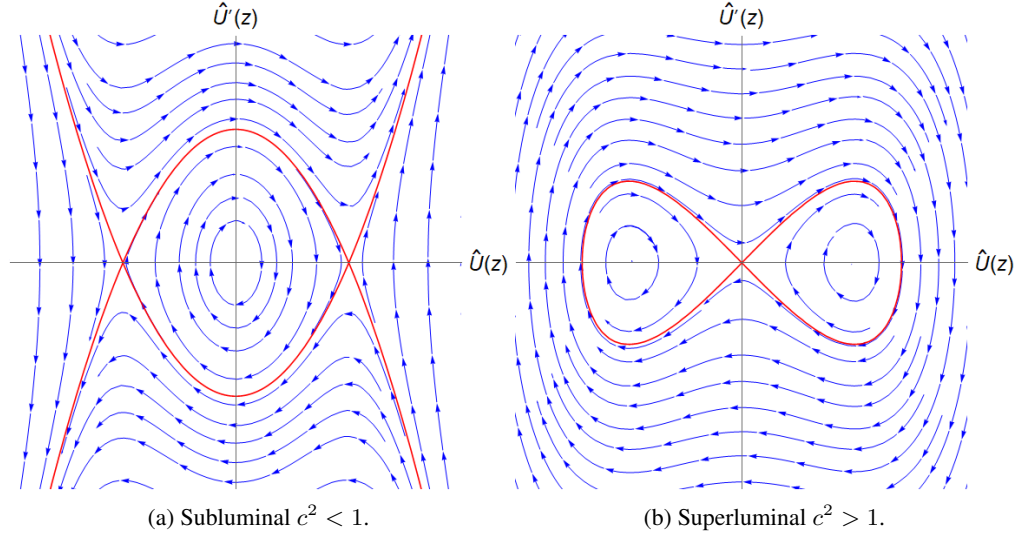 Û′(z)
Û′(z)
Û(z)
Û(z)
(a) Subluminal c² < 1.
(b) Superluminal c² > 1.